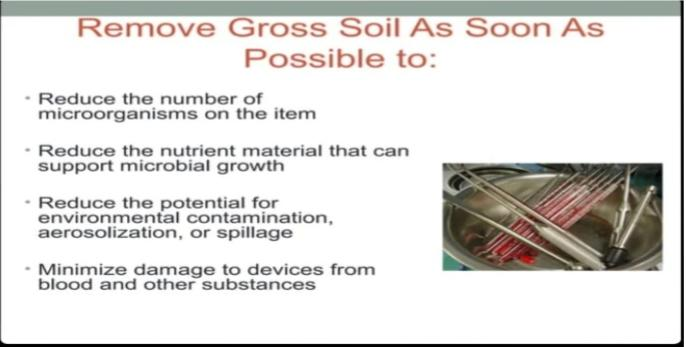 Remove Gross Soil As Soon As
Possible to:
• Reduce the number of
microorganisms on the item
• Reduce the nutrient material that can
support microbial growth
• Reduce the potential for
environmental contamination,
aerosolization, or spillage
• Minimize damage to devices from
blood and other substances